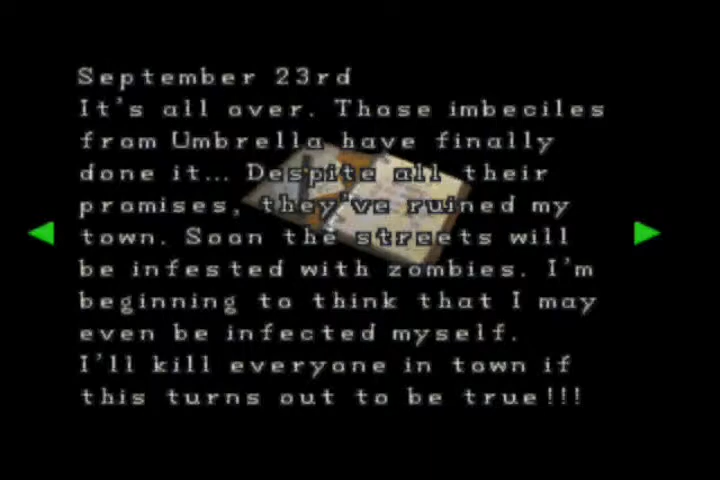 September 23rd
It's all over. Those imbeciles
from Umbrella have finally
done it... Despite all their
promises, they've ruined my
town. Soon the streets will
be infested with zombies. I'm
beginning to think that I may
even be infected myself.
I'll kill everyone in town if
this turns out to be true!!!